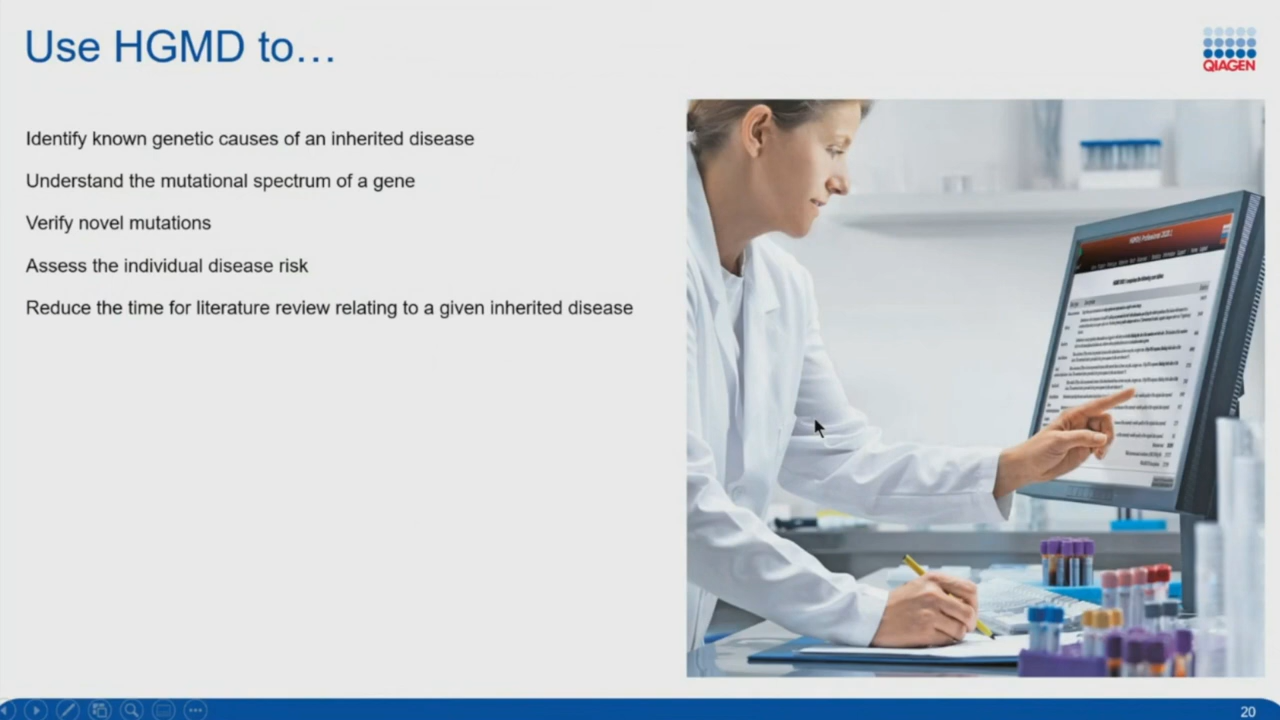 Use HGMD to…
QIAGEN
Identify known genetic causes of an inherited disease
Understand the mutational spectrum of a gene
Verify novel mutations
Assess the individual disease risk
Reduce the time for literature review relating to a given inherited disease
20